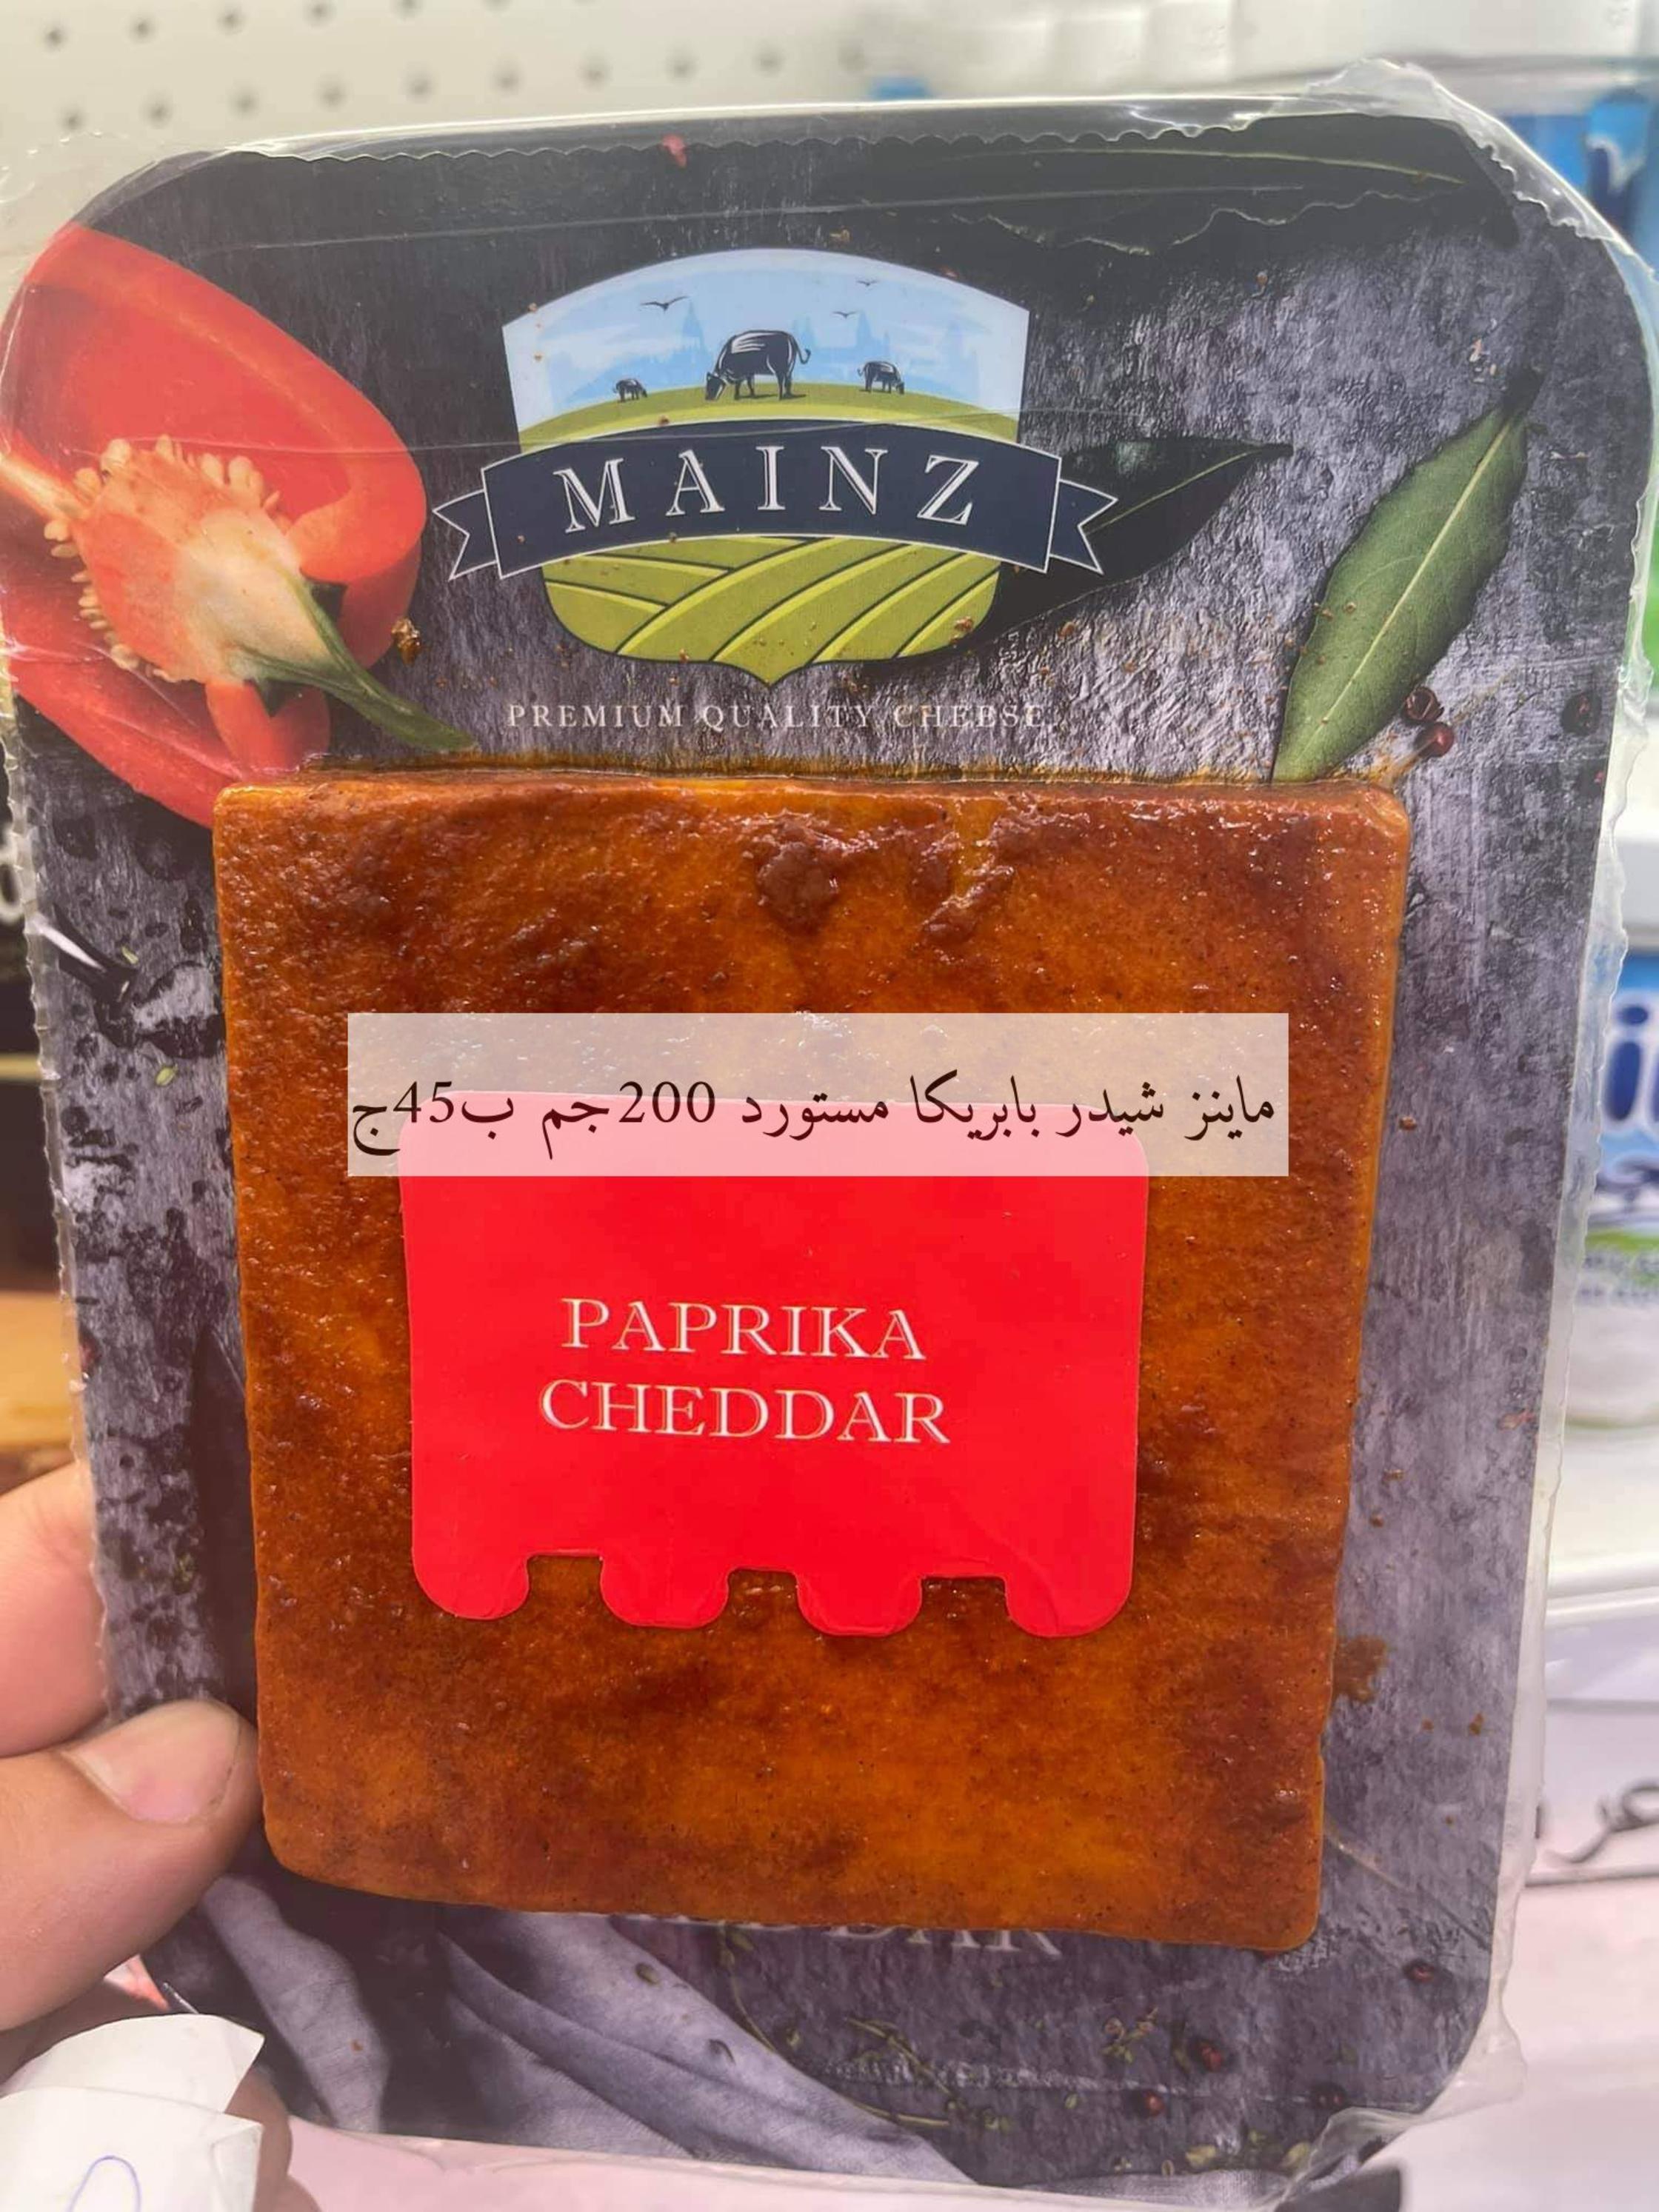 MAINZ
PREMIUM QUALITY CHEESE
ماينز شيدر بابريكا مستورد 200جم ب45ج
PAPRIKA
CHEDDAR